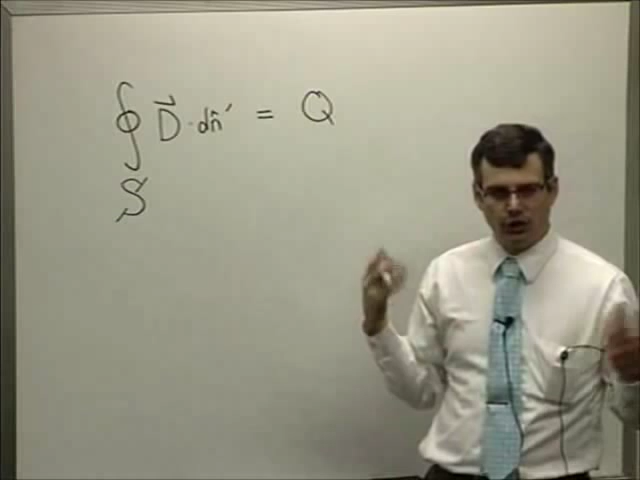 ∮ D⃗ · dn̂' = Q
S